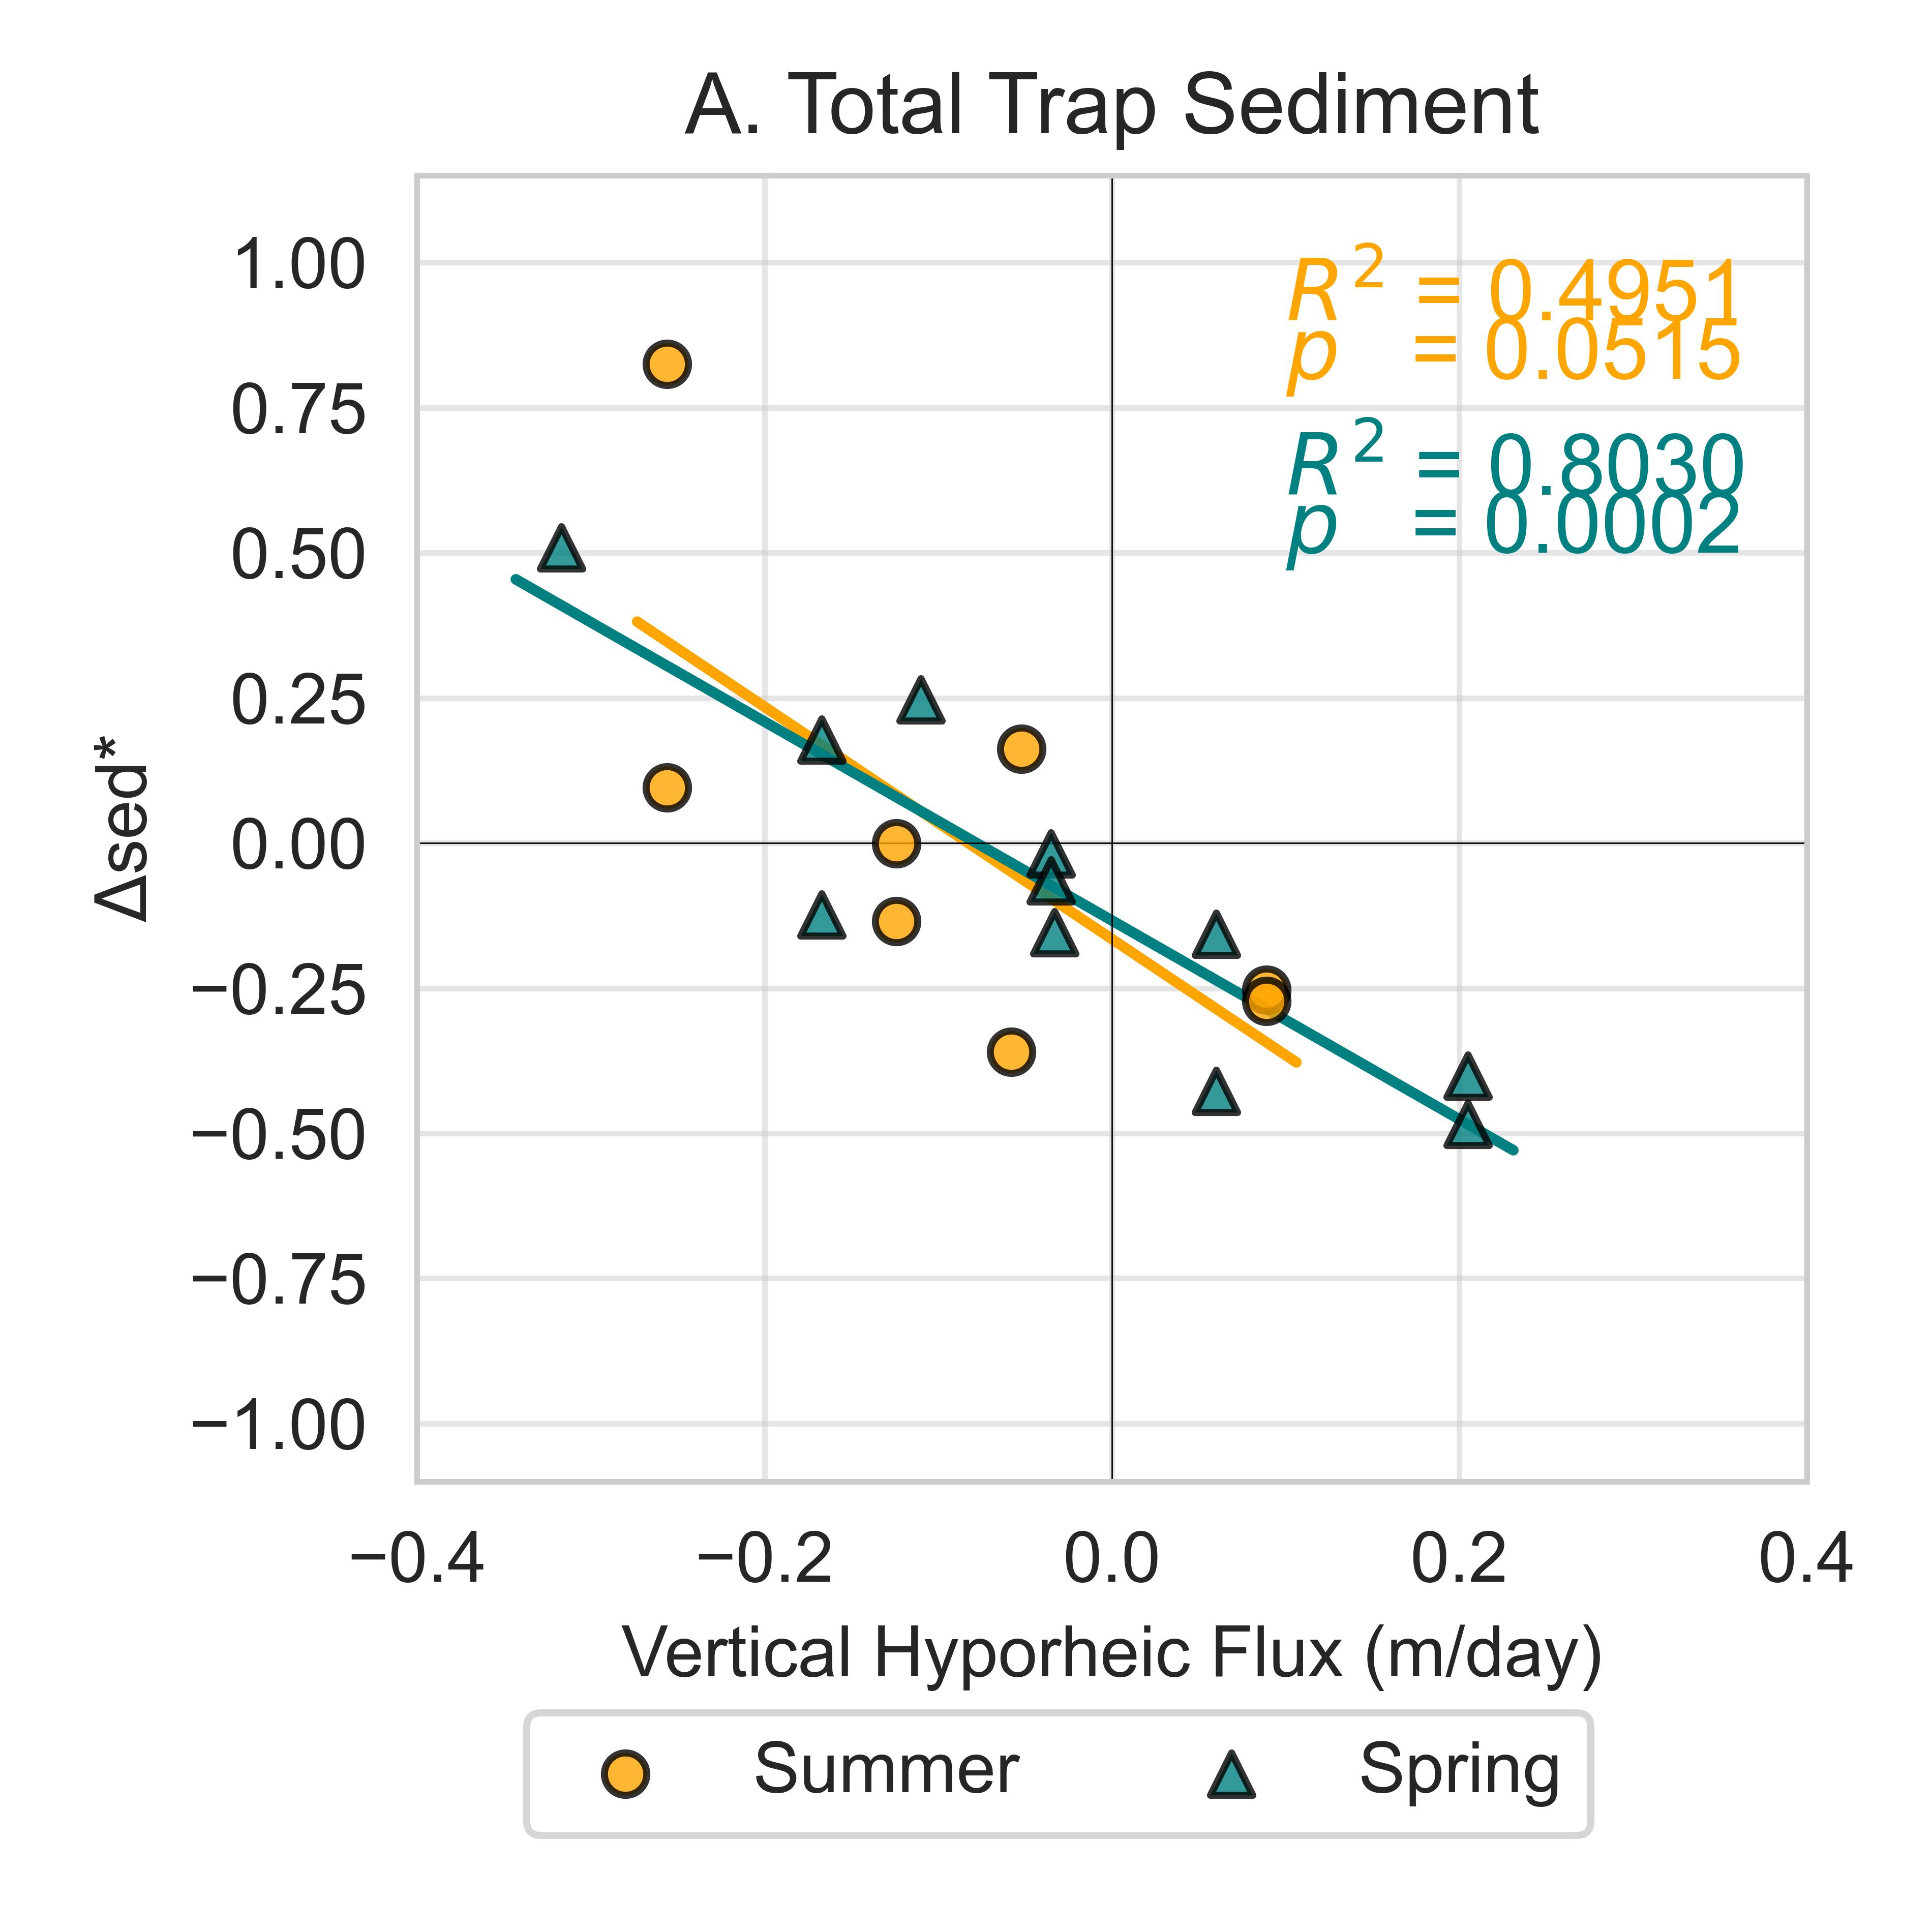 A. Total Trap Sediment
1.00
0.75
0.50
0.25
0.00
−0.25
−0.50
−0.75
−1.00
Δsed*
R² = 0.4951
p = 0.0515
R² = 0.8030
p = 0.0002
−0.4 −0.2 0.0 0.2 0.4
Vertical Hyporheic Flux (m/day)
Summer Spring